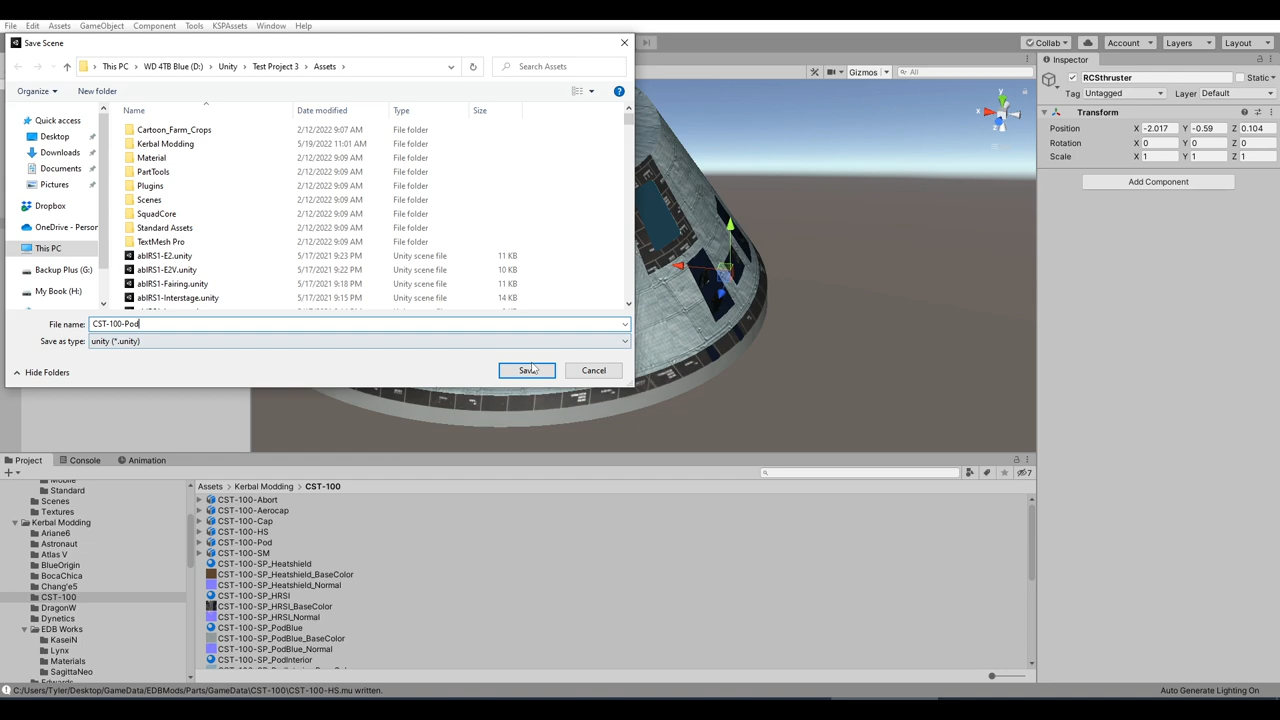 File Edit Assets GameObject Component Tools KSPAssets Window Help
Save Scene
Collab Account Layers Layout
This PC WD 4TB Blue (D:) Unity Test Project 3 Assets
Search Assets
Inspector
Gizmos All
RCSthruster Static
Organize New folder
Tag Untagged Layer Default
Name Date modified Type Size
Transform
Quick access
Desktop
Downloads
Documents
Pictures
Dropbox
OneDrive - Person
This PC
Backup Plus (G:)
My Book (H:)
Cartoon_Farm_Crops 2/12/2022 9:07 AM File folder
Kerbal Modding 5/19/2022 11:01 AM File folder
Material 2/12/2022 9:09 AM File folder
PartTools 2/12/2022 9:09 AM File folder
Plugins 2/12/2022 9:09 AM File folder
Scenes 2/12/2022 9:09 AM File folder
SquadCore 2/12/2022 9:09 AM File folder
Standard Assets 2/12/2022 9:09 AM File folder
TextMesh Pro 2/12/2022 9:09 AM File folder
abIRS1-E2.unity 5/17/2021 9:23 PM Unity scene file 11 KB
abIRS1-E2V.unity 5/17/2021 9:22 PM Unity scene file 10 KB
abIRS1-Fairing.unity 5/17/2021 9:18 PM Unity scene file 11 KB
abIRS1-Interstage.unity 5/17/2021 9:15 PM Unity scene file 14 KB
Position X -2.017 Y -0.59 Z 0.104
Rotation X 0 Y 0 Z 0
Scale X 1 Y 1 Z 1
Add Component
x y z
File name: CST-100-Pod
Save as type: unity (*.unity)
Hide Folders
Save Cancel
Project Console Animation
7
Mobile
Standard
Scenes
Textures
Kerbal Modding
Ariane6
Astronaut
Atlas V
BlueOrigin
BocaChica
Chang'e5
CST-100
DragonW
Dynetics
EDB Works
KaseiN
Lynx
Materials
SagittaNeo
Edwards
Assets Kerbal Modding CST-100
CST-100-Abort
CST-100-Aerocap
CST-100-Cap
CST-100-HS
CST-100-Pod
CST-100-SM
CST-100-SP_Heatshield
CST-100-SP_Heatshield_BaseColor
CST-100-SP_Heatshield_Normal
CST-100-SP_HRSI
CST-100-SP_HRSI_BaseColor
CST-100-SP_HRSI_Normal
CST-100-SP_PodBlue
CST-100-SP_PodBlue_BaseColor
CST-100-SP_PodBlue_Normal
CST-100-SP_PodInterior
C:/Users/Tyler/Desktop/GameData/EDBMods/Parts/GameData\CST-100\CST-100-HS.mu written.
Auto Generate Lighting On